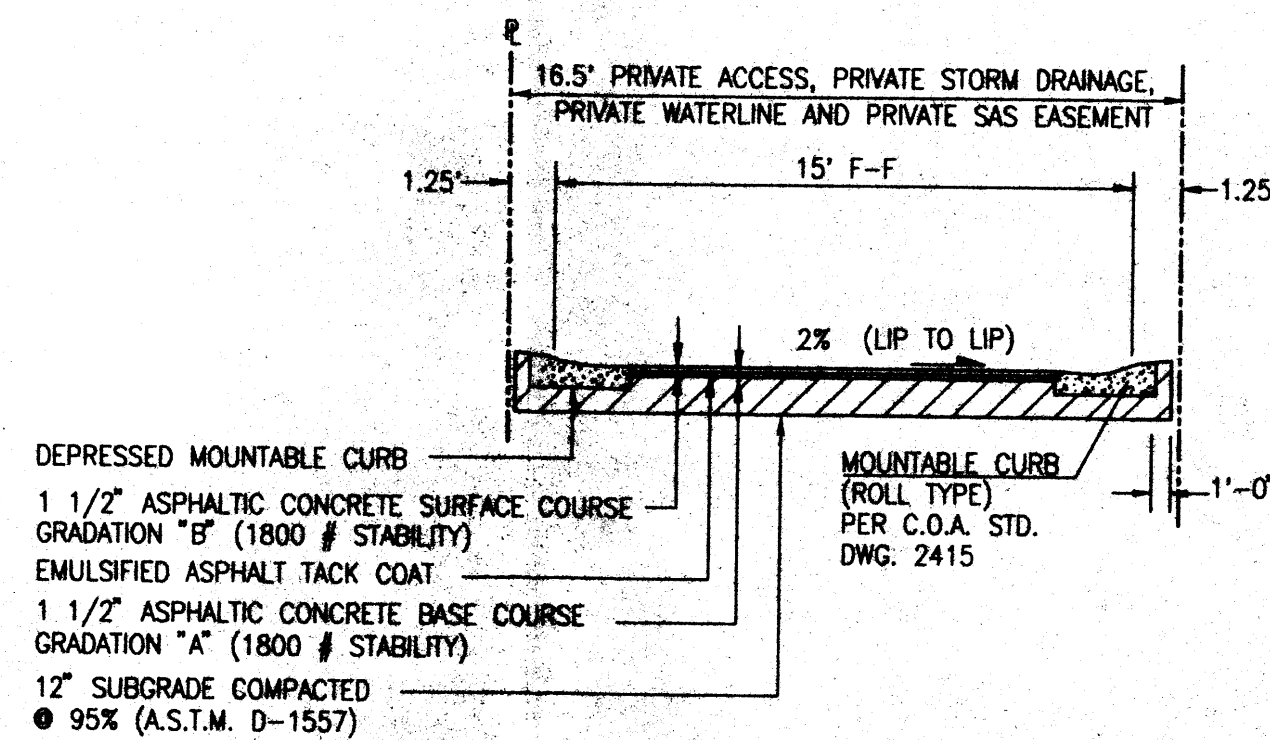 ℞
16.5' PRIVATE ACCESS, PRIVATE STORM DRAINAGE,
PRIVATE WATERLINE AND PRIVATE SAS EASEMENT
1.25'
15' F-F
1.25
2% (LIP TO LIP)
DEPRESSED MOUNTABLE CURB
1 1/2" ASPHALTIC CONCRETE SURFACE COURSE
GRADATION "B" (1800 # STABILITY)
EMULSIFIED ASPHALT TACK COAT
1 1/2" ASPHALTIC CONCRETE BASE COURSE
GRADATION "A" (1800 # STABILITY)
12" SUBGRADE COMPACTED
@ 95% (A.S.T.M. D-1557)
MOUNTABLE CURB
(ROLL TYPE)
PER C.O.A. STD.
DWG. 2415
1'-0"